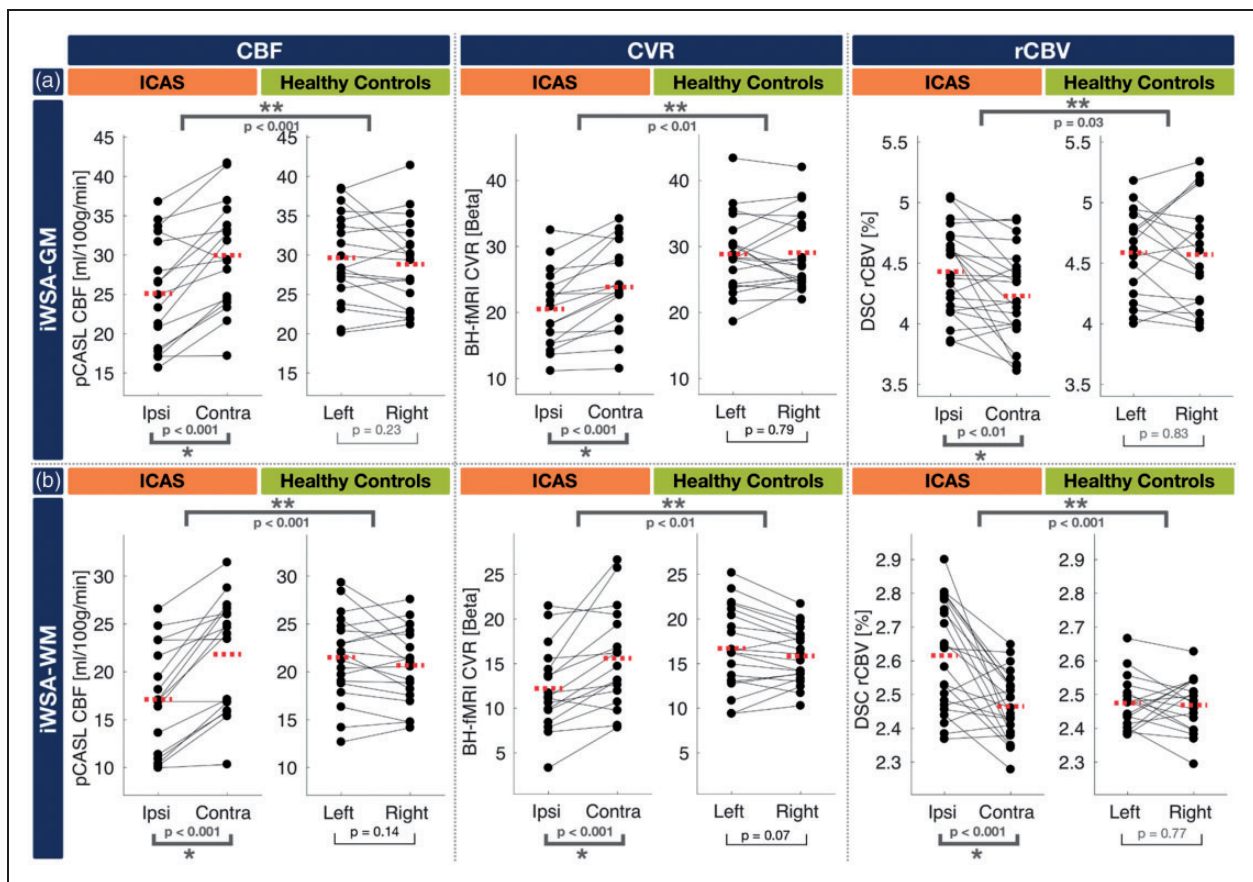 CBF CVR rCBV
(a) ICAS Healthy Controls ICAS Healthy Controls ICAS Healthy Controls
iWSA-GM
**
p < 0.001
pCASL CBF [ml/100g/min]
45
40
35
30
25
20
15
45
40
35
30
25
20
15
Ipsi Contra Left Right
p < 0.001 p = 0.23
*
**
p < 0.01
BH-fMRI CVR [Beta]
40
30
20
10
40
30
20
10
Ipsi Contra Left Right
p < 0.001 p = 0.79
*
**
p = 0.03
DSC rCBV [%]
5.5
5
4.5
4
3.5
5.5
5
4.5
4
3.5
Ipsi Contra Left Right
p < 0.01 p = 0.83
*
(b) ICAS Healthy Controls ICAS Healthy Controls ICAS Healthy Controls
iWSA-WM
**
p < 0.001
pCASL CBF [ml/100g/min]
30
25
20
15
10
30
25
20
15
10
Ipsi Contra Left Right
p < 0.001 p = 0.14
*
**
p < 0.01
BH-fMRI CVR [Beta]
25
20
15
10
5
25
20
15
10
5
Ipsi Contra Left Right
p < 0.001 p = 0.07
*
**
p < 0.001
DSC rCBV [%]
2.9
2.8
2.7
2.6
2.5
2.4
2.3
2.9
2.8
2.7
2.6
2.5
2.4
2.3
Ipsi Contra Left Right
p < 0.001 p = 0.77
*